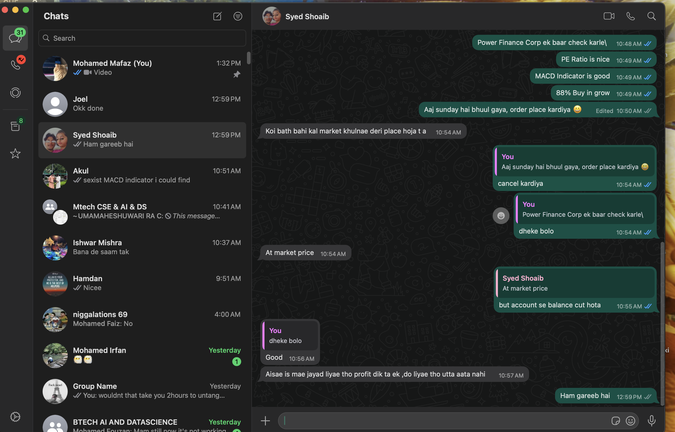 31
Chats
Search
Mohamed Mafaz (You)
1:32 PM
Video
Joel
12:59 PM
Okk done
Syed Shoaib
12:59 PM
Ham gareeb hai
Akul
10:51 AM
sexist MACD indicator i could find
Mtech CSE & AI & DS
10:41 AM
~UMAMAHESHUWARI RA C: This message...
Ishwar Mishra
10:37 AM
Bana de saam tak
Hamdan
9:51 AM
Nicee
niggalations 69
4:00 AM
Mohamed Faiz: No
Mohamed Irfan
Yesterday
1
Group Name
Yesterday
You: wouldnt that take you 2hours to untang...
BTECH AI AND DATASCIENCE
Yesterday
Mohamed Fouzan: Mam still now it's not working
8
Syed Shoaib
Power Finance Corp ek baar check karle\ 10:48 AM
PE Ratio is nice 10:49 AM
MACD Indicator is good 10:49 AM
88% Buy in grow 10:49 AM
Aaj sunday hai bhuul gaya, order place kardiya 😀 Edited 10:50 AM
Koi bath bahi kal market khulnae deri place hoja t a 10:54 AM
You
Aaj sunday hai bhuul gaya, order place kardiya 😀
cancel kardiya 10:54 AM
You
Power Finance Corp ek baar check karle\
dheke bolo 10:54 AM
At market price 10:54 AM
Syed Shoaib
At market price
but account se balance cut hota 10:55 AM
You
dheke bolo
Good 10:56 AM
Aisae is mae jayad liyae tho profit dik ta ek ,do liyae tho utta aata nahi 10:57 AM
Ham gareeb hai 12:59 PM